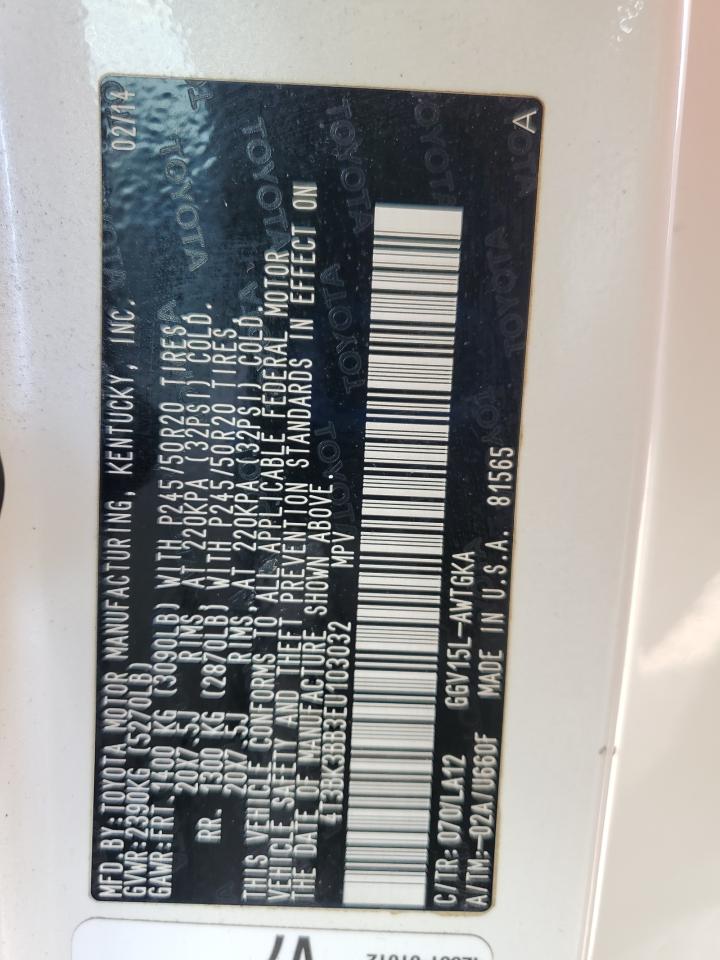 MFD.BY:TOYOTA MOTOR MANUFACTURING, KENTUCKY, INC. 02/14
GVWR:2390KG (5270LB)
GAWR:FRT 1400 KG (3090LB) WITH P245/50R20 TIRES
20X7.5J RIMS, AT 220KPA (32PSI) COLD.
RR. 1300 KG (2870LB) WITH P245/50R20 TIRES
20X7.5J RIMS, AT 220KPA (32PSI) COLD.
THIS VEHICLE CONFORMS TO ALL APPLICABLE FEDERAL MOTOR
VEHICLE SAFETY AND THEFT PREVENTION STANDARDS IN EFFECT ON
THE DATE OF MANUFACTURE SHOWN ABOVE.
4T3BK3BB3EU103032 MPV
C/TR: 070/LA12 GGV15L-AWTGKA
A/TM:-02A/U660F MADE IN U.S.A. 81565 A
TOYOTA